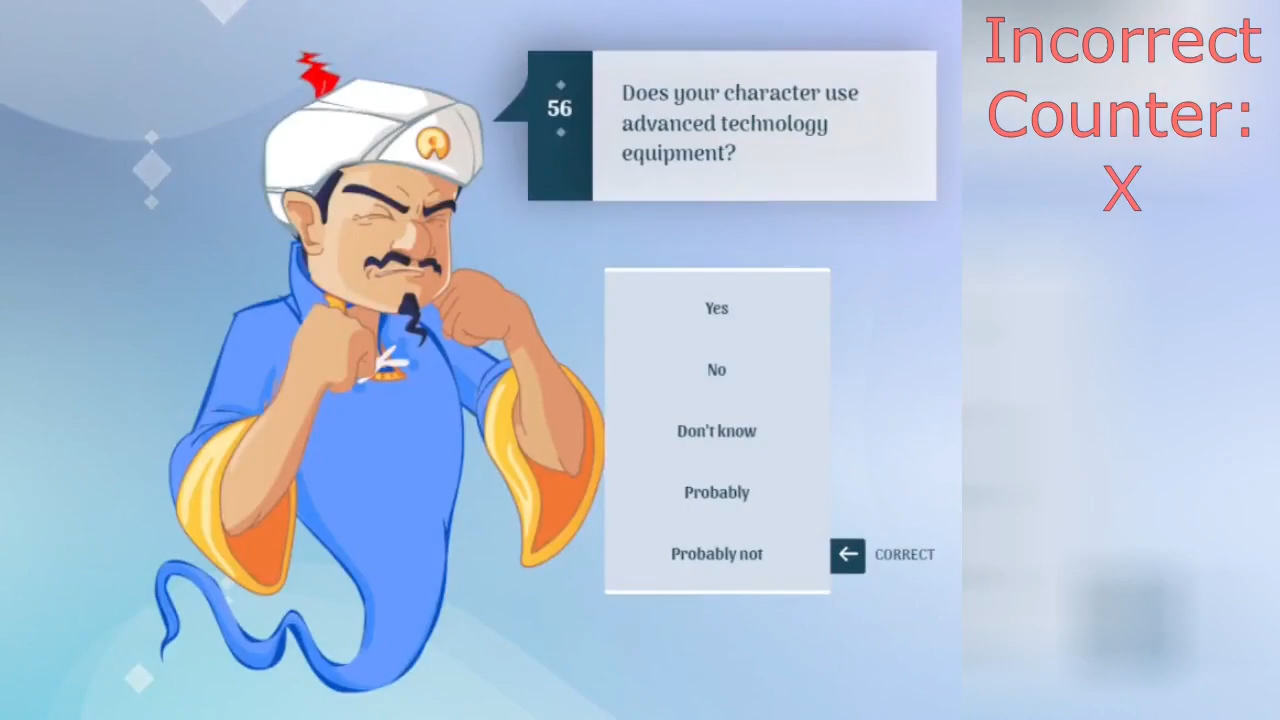 56
Does your character use
advanced technology
equipment?
Yes
No
Don't know
Probably
Probably not
CORRECT
Incorrect
Counter:
X